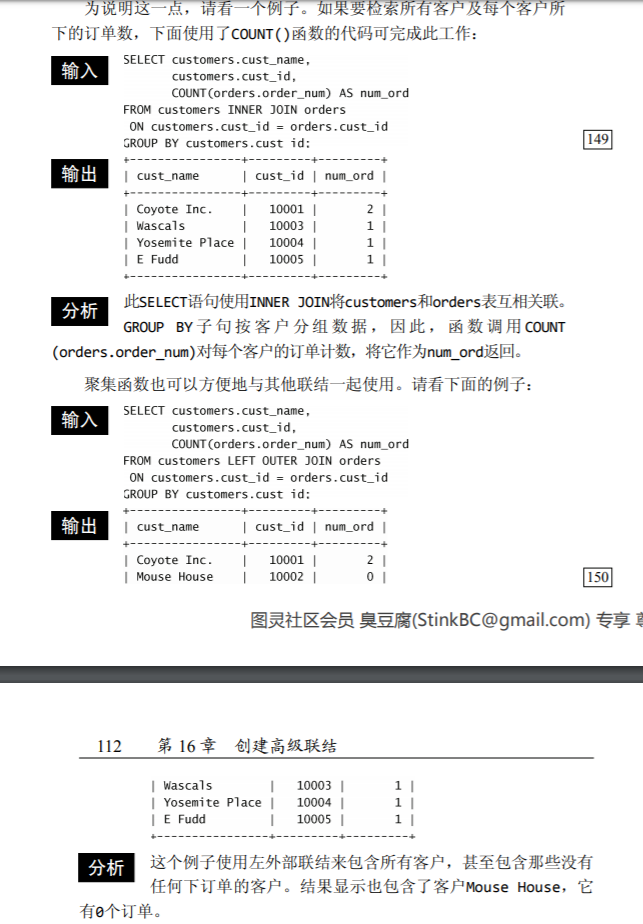 为说明这一点，请看一个例子。如果要检索所有客户及每个客户所
下的订单数，下面使用了COUNT()函数的代码可完成此工作：
输入
SELECT customers.cust_name,
customers.cust_id,
COUNT(orders.order_num) AS num_ord
FROM customers INNER JOIN orders
ON customers.cust_id = orders.cust_id
GROUP BY customers.cust_id;
149
输出
+---------------+---------+---------+
| cust_name | cust_id | num_ord |
+---------------+---------+---------+
| Coyote Inc. | 10001 | 2 |
| Wascals | 10003 | 1 |
| Yosemite Place | 10004 | 1 |
| E Fudd | 10005 | 1 |
+---------------+---------+---------+
分析
此SELECT语句使用INNER JOIN将customers和orders表互相关联。
GROUP BY子句按客户分组数据，因此，函数调用COUNT
(orders.order_num)对每个客户的订单计数，将它作为num_ord返回。
聚集函数也可以方便地与其他联结一起使用。请看下面的例子：
输入
SELECT customers.cust_name,
customers.cust_id,
COUNT(orders.order_num) AS num_ord
FROM customers LEFT OUTER JOIN orders
ON customers.cust_id = orders.cust_id
GROUP BY customers.cust_id;
输出
+---------------+---------+---------+
| cust_name | cust_id | num_ord |
+---------------+---------+---------+
| Coyote Inc. | 10001 | 2 |
| Mouse House | 10002 | 0 |
150
图灵社区会员 臭豆腐(StinkBC@gmail.com) 专享 尊
112 第 16 章 创建高级联结
| Wascals | 10003 | 1 |
| Yosemite Place | 10004 | 1 |
| E Fudd | 10005 | 1 |
+---------------+---------+---------+
分析
这个例子使用左外部联结来包含所有客户，甚至包含那些没有
任何下订单的客户。结果显示也包含了客户Mouse House，它
有0个订单。